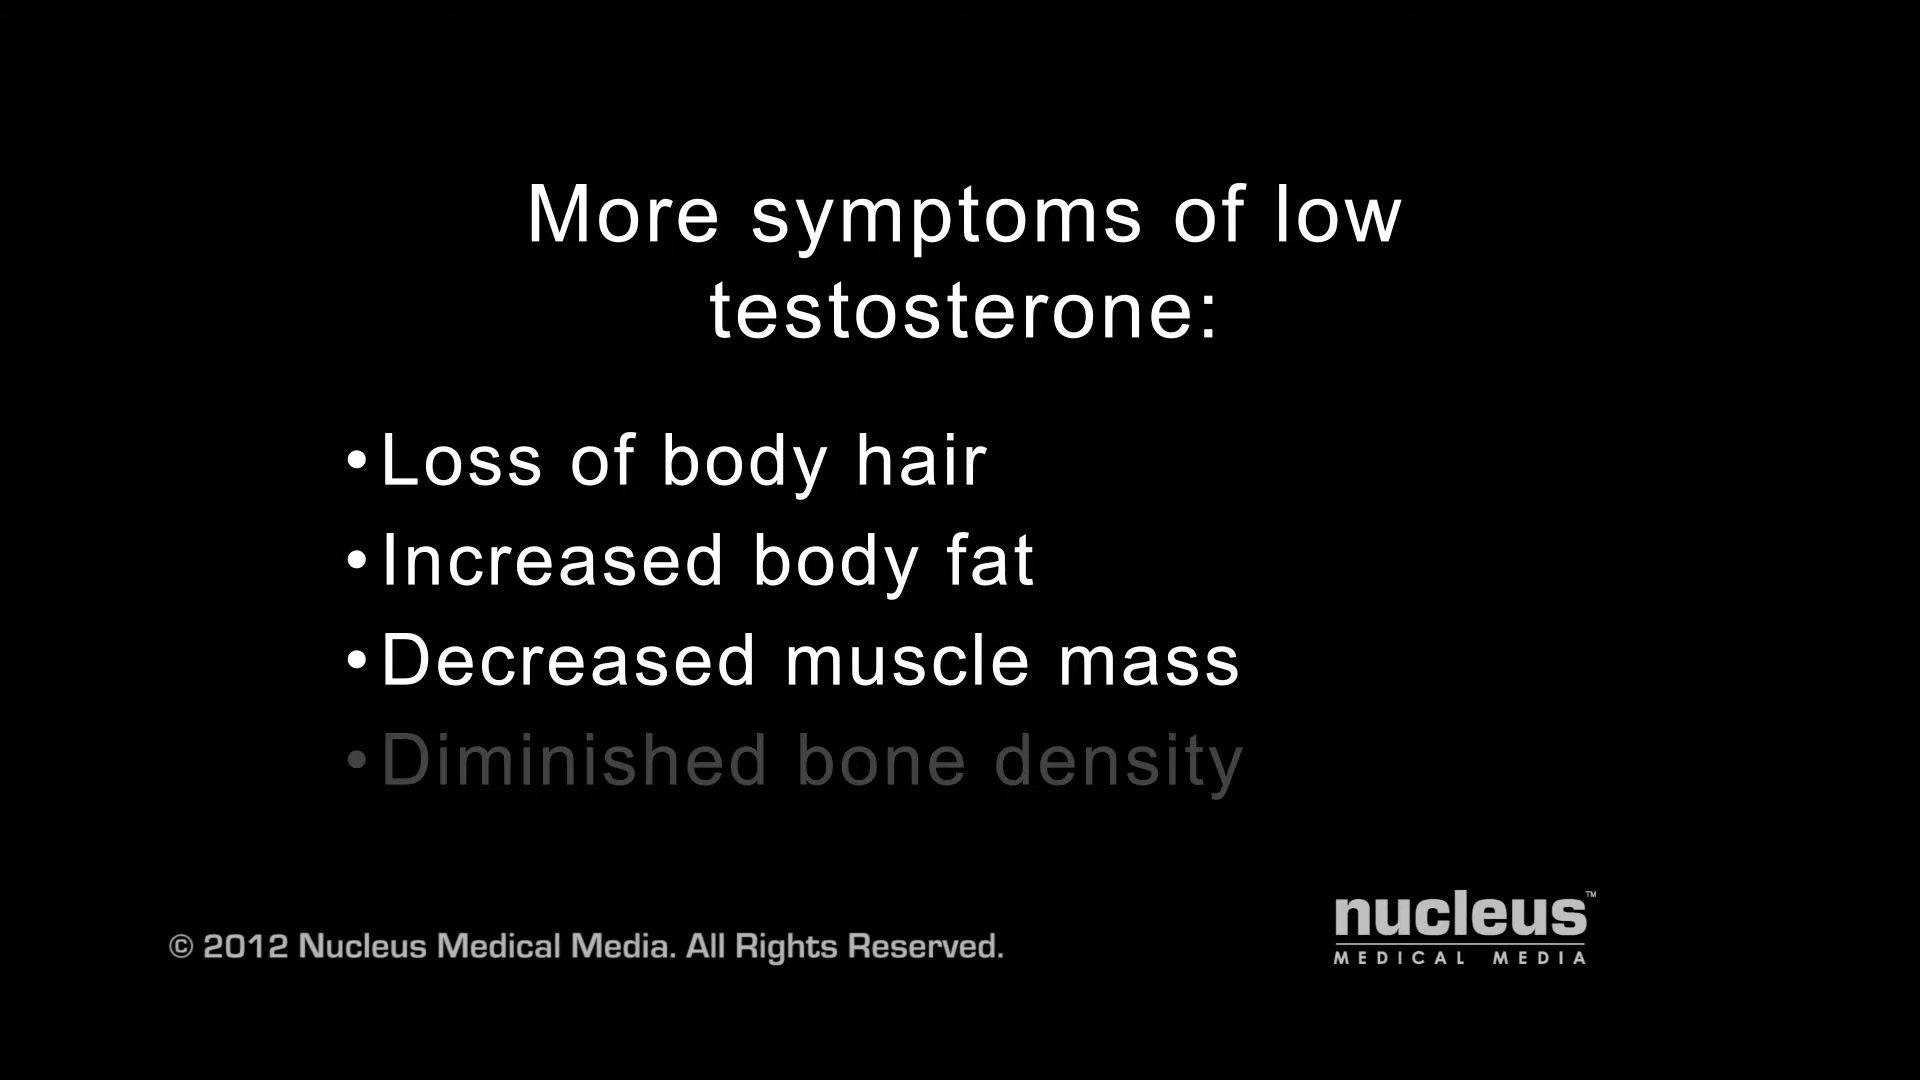 More symptoms of low
testosterone:
•Loss of body hair
•Increased body fat
•Decreased muscle mass
•Diminished bone density
© 2012 Nucleus Medical Media. All Rights Reserved.
nucleus™
MEDICAL MEDIA